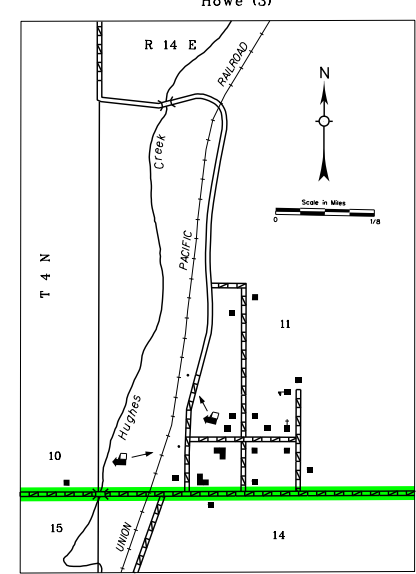 Howe (3)
R 14 E
RAILROAD
N
Creek
Scale in Miles
0
1/8
PACIFIC
T 4 N
11
Hughes
10
15
UNION
14